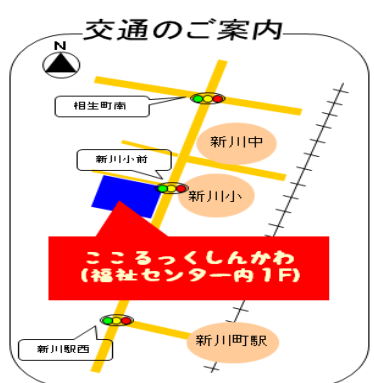 交通のご案内
N
相生町南
新川中
新川小前
新川小
こころっくしんかわ
(福祉センター内1F)
新川町駅
新川駅西